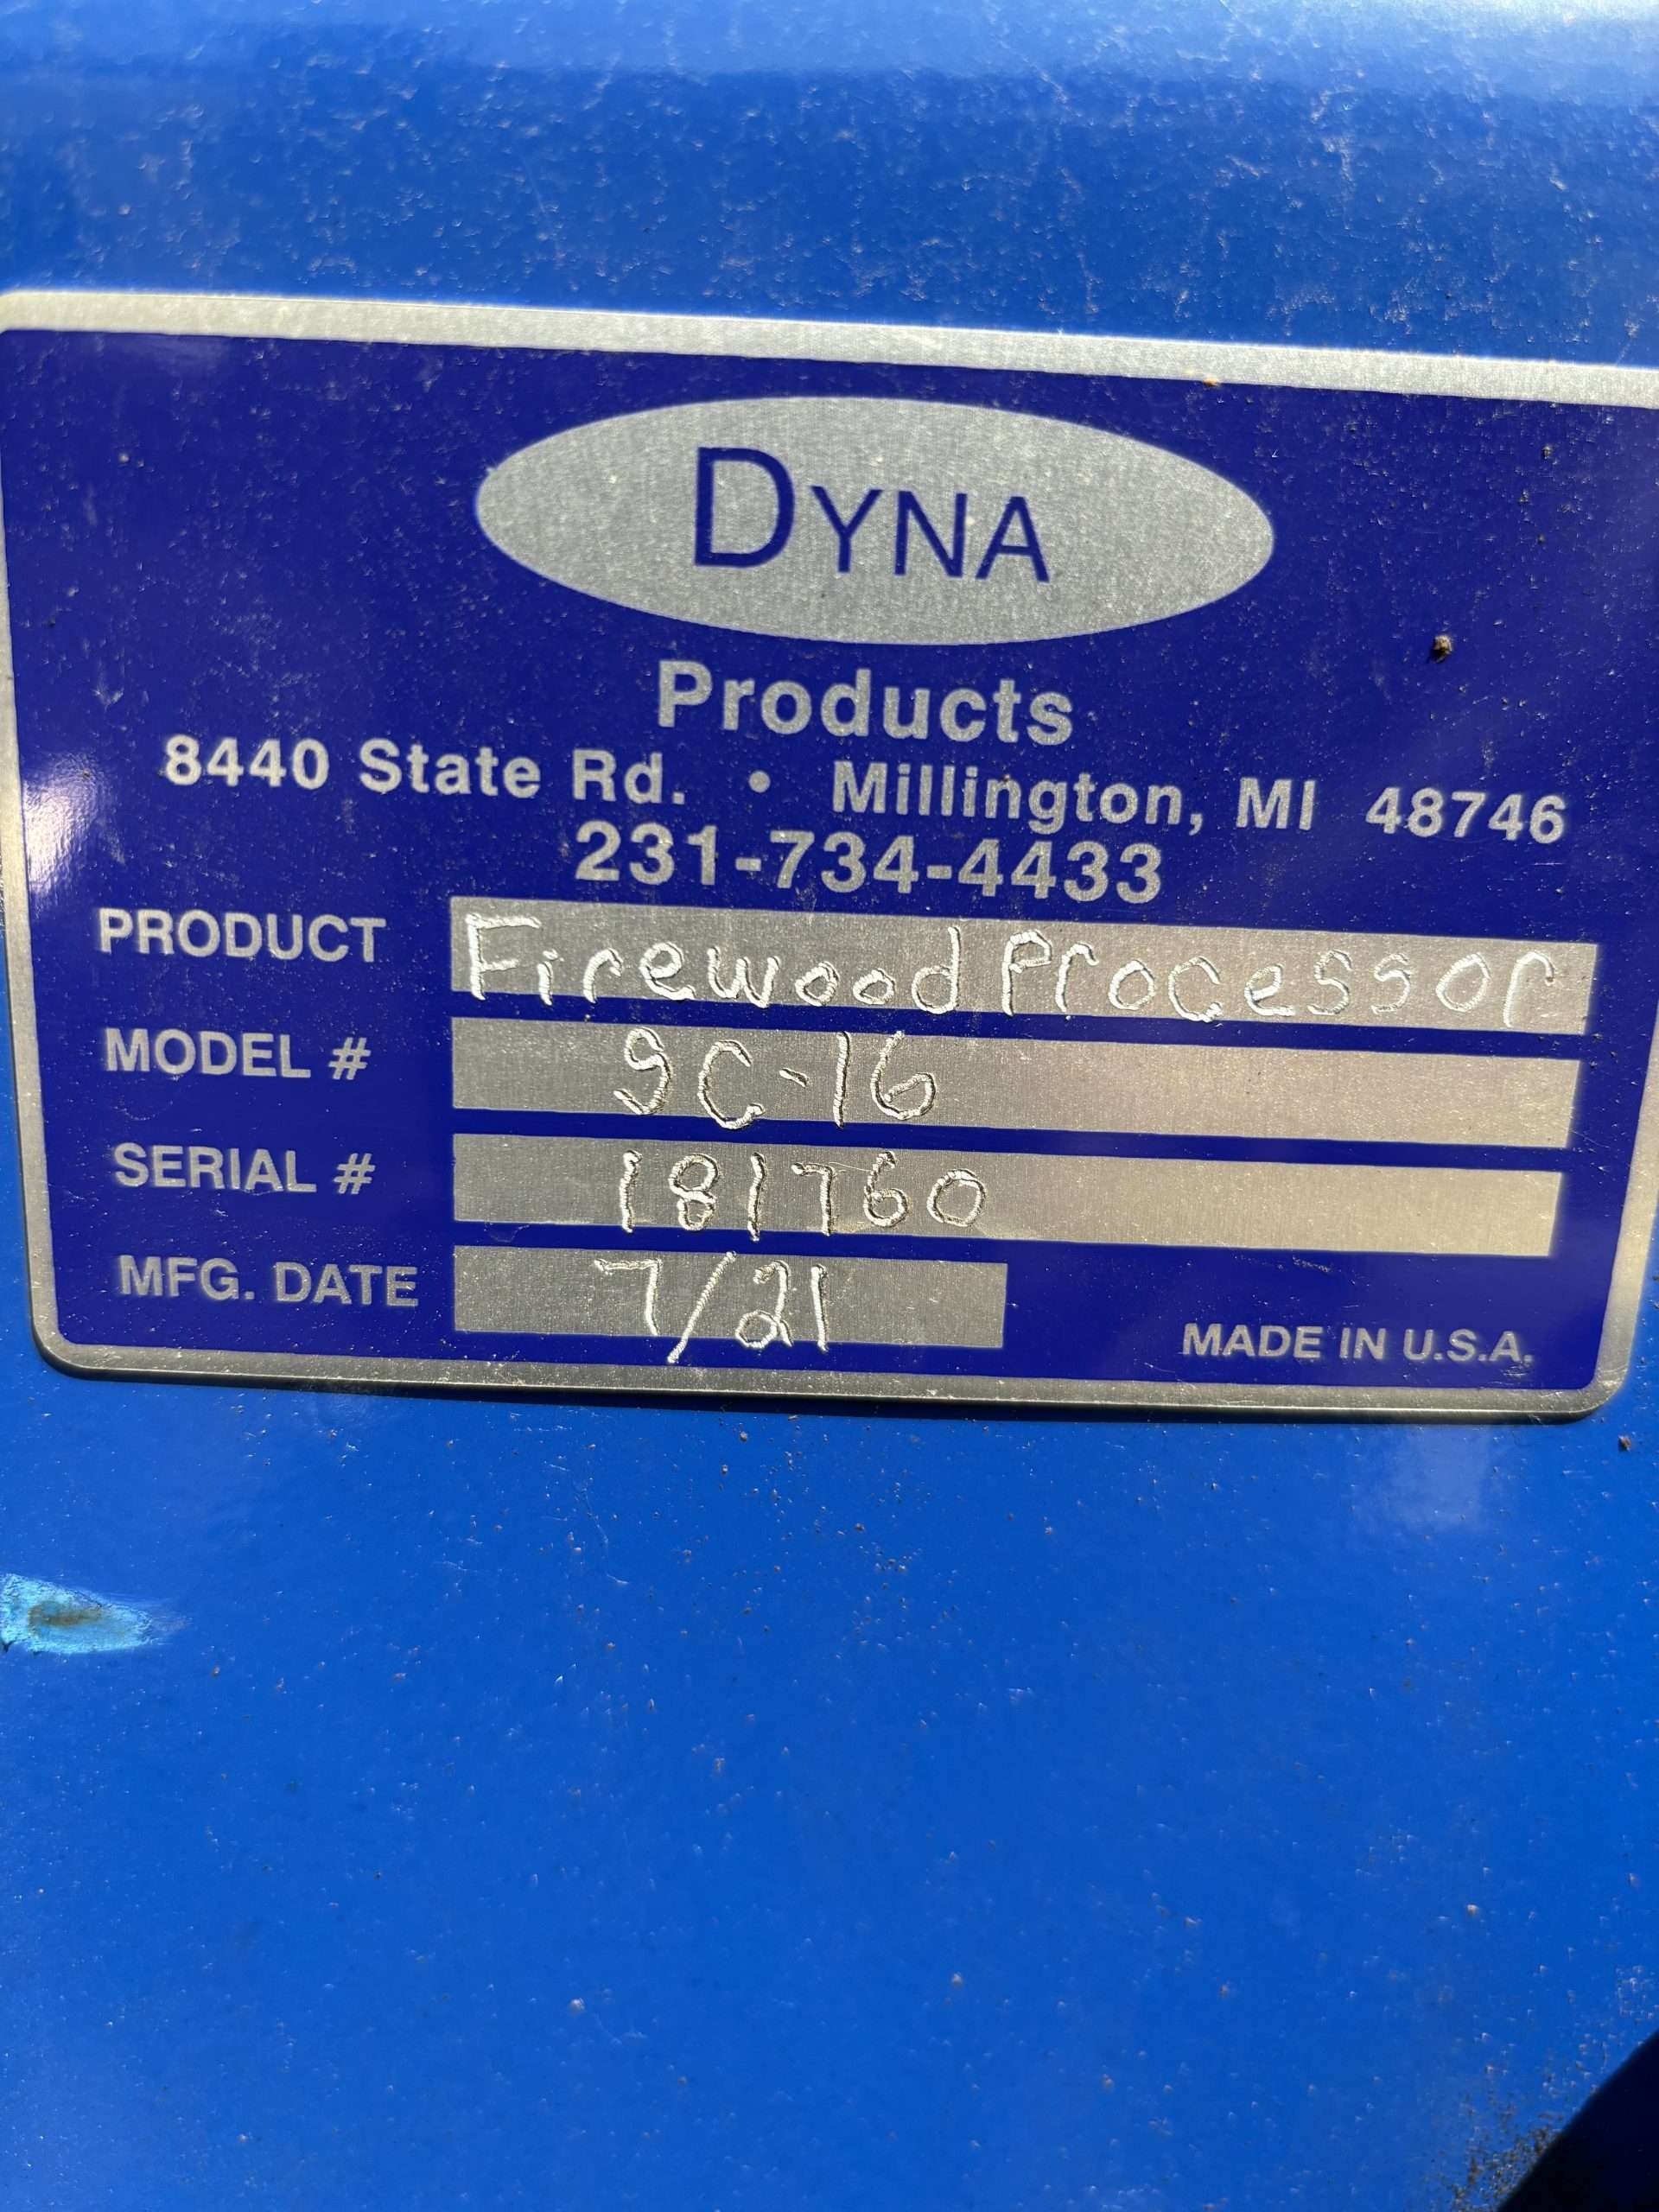 DYNA
Products
8440 State Rd. • Millington, MI 48746
231-734-4433
PRODUCT Firewood Processor
MODEL # SC-16
SERIAL # 181760
MFG. DATE 7/21
MADE IN U.S.A.